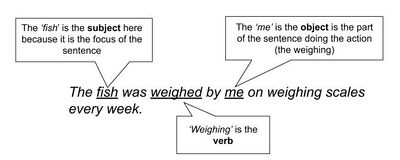 The ‘fish’ is the subject here
because it is the focus of the
sentence
The ‘me’ is the object is the part
of the sentence doing the action
(the weighing)
The fish was weighed by me on weighing scales
every week.
‘Weighing’ is the
verb